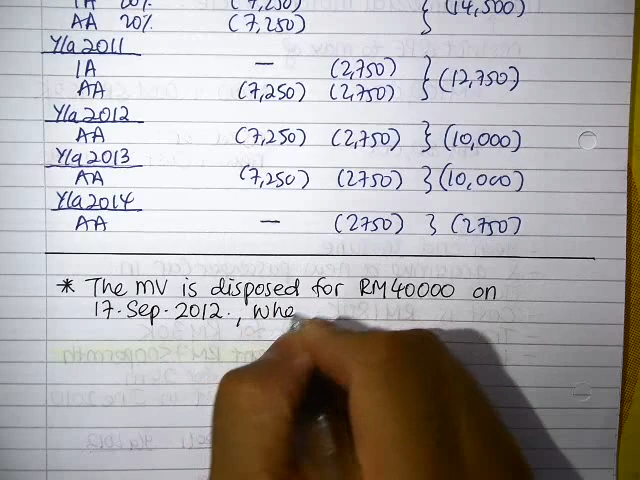 IA 20% (7,250) } (14,500)
AA 20% (7,250)
Y/a 2011
IA — (2,750) } (12,750)
AA (7,250) (2,750)
Y/a 2012
AA (7,250) (2,750) } (10,000)
Y/a 2013
AA (7,250) (2750) } (10,000)
Y/a 2014
AA — (2750) } (2750)
* The MV is disposed for RM40000 on
17. Sep. 2012., whe